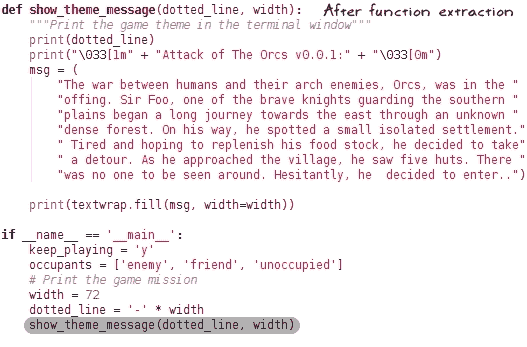 def show_theme_message(dotted_line, width): After function extraction
    """Print the game theme in the terminal window"""
    print(dotted_line)
    print("\033[1m" + "Attack of The Orcs v0.0.1:" + "\033[0m")
    msg = (
        "The war between humans and their arch enemies, Orcs, was in the "
        "offing. Sir Foo, one of the brave knights guarding the southern "
        "plains began a long journey towards the east through an unknown "
        "dense forest. On his way, he spotted a small isolated settlement."
        " Tired and hoping to replenish his food stock, he decided to take"
        " a detour. As he approached the village, he saw five huts. There "
        "was no one to be seen around. Hesitantly, he  decided to enter..")
    print(textwrap.fill(msg, width=width))
if __name__ == '__main__':
    keep_playing = 'y'
    occupants = ['enemy', 'friend', 'unoccupied']
    # Print the game mission
    width = 72
    dotted_line = '-' * width
    show_theme_message(dotted_line, width)